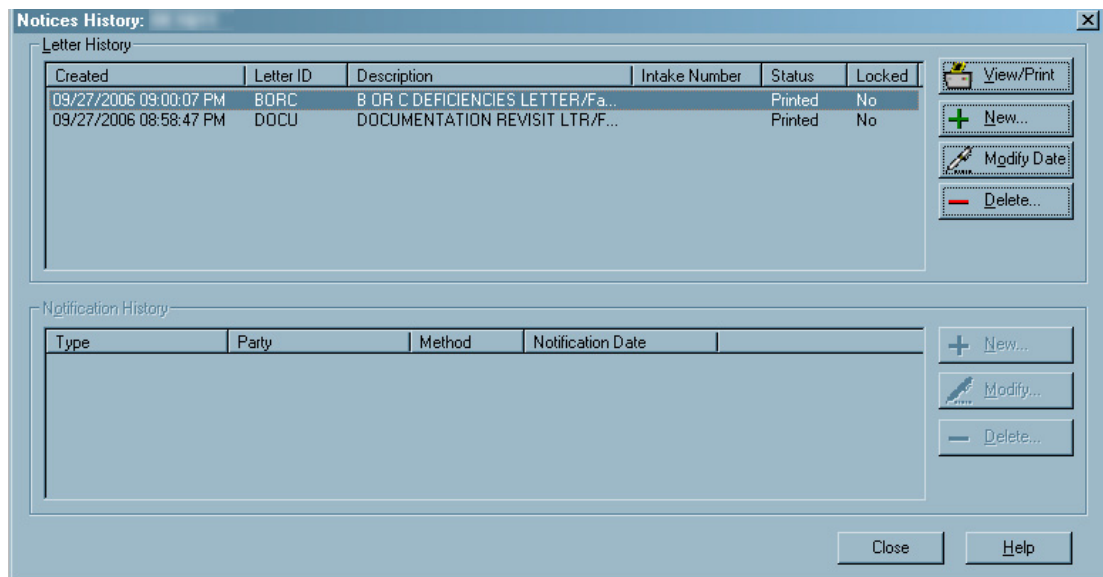 Notices History:
Letter History
Created Letter ID Description Intake Number Status Locked
09/27/2006 09:00:07 PM BORC B OR C DEFICIENCIES LETTER/Fa... Printed No
09/27/2006 08:58:47 PM DOCU DOCUMENTATION REVISIT LTR/F... Printed No
View/Print
New...
Modify Date
Delete...
Notification History
Type Party Method Notification Date
New...
Modify...
Delete...
Close Help